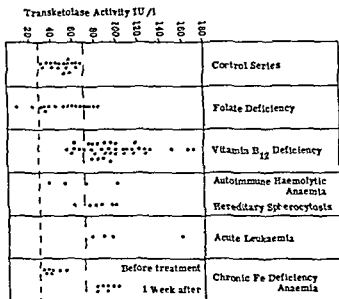 Transketolase Activity IU/l
20 40 60 80 100 120 140 160 180
Control Series
Folate Deficiency
Vitamin B12 Deficiency
Autoimmune Haemolytic
Anaemia
Hereditary Spherocytosis
Acute Leukaemia
Before treatment
1 Week after
Chronic Fe Deficiency
Anaemia